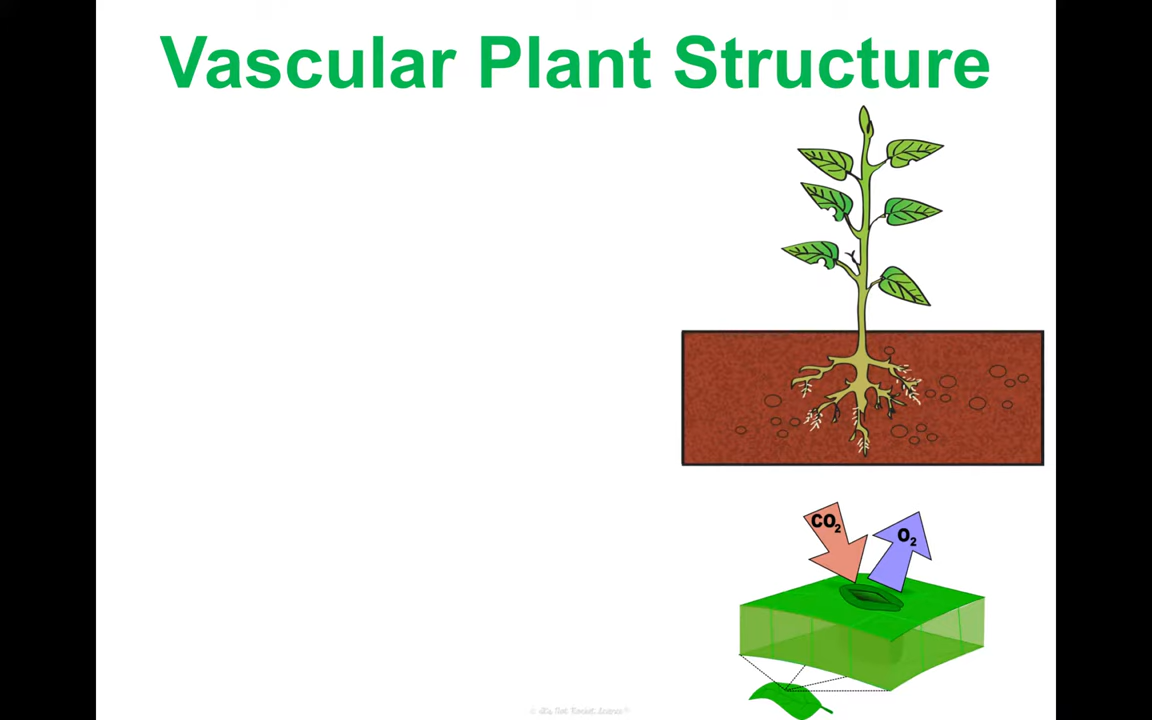 Vascular Plant Structure
CO₂
O₂